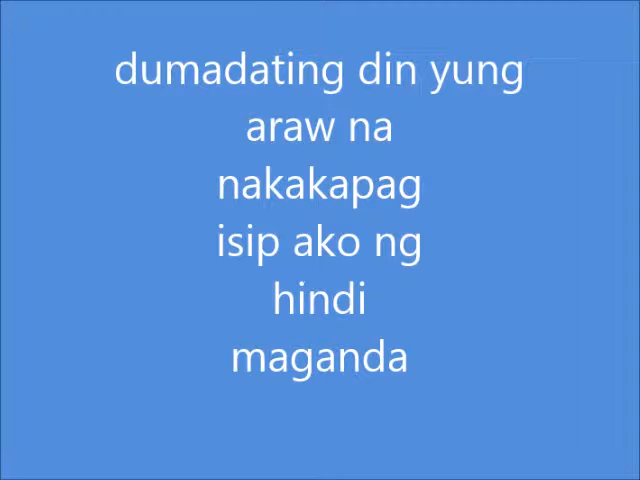 dumadating din yung
araw na
nakakapag
isip ako ng
hindi
maganda